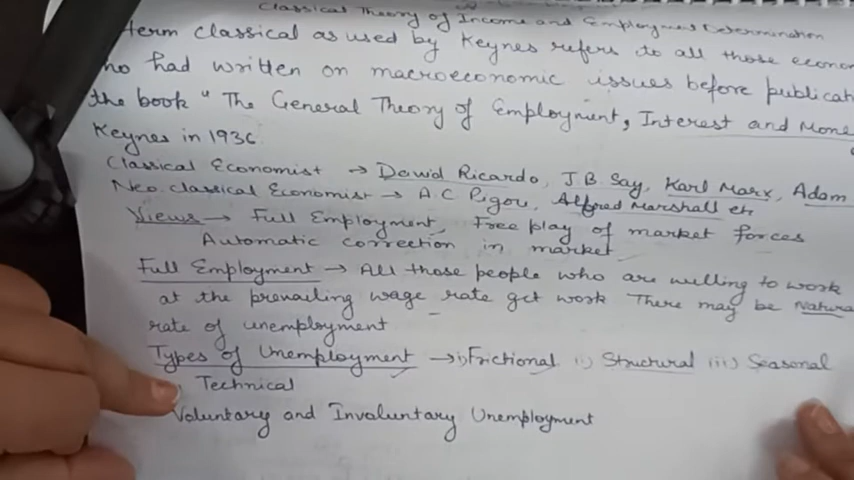 Classical Theory of Income and Employment Determination
term classical as used by Keynes refers to all those econom
ho had written on macroeconomic issues before publicat
the book " The General Theory of Employment, Interest and Mone
Keynes in 1936
Classical Economist → David Ricardo, J.B. Say, Karl Marx, Adam
Neo classical Economist → A.C Pigou, Alfred Marshall etc
Views → Full Employment, Free play of market forces
Automatic correction in market
Full Employment → All those people who are willing to work
at the prevailing wage rate get work There may be Natura
rate of unemployment
Types of Unemployment → i) Frictional ii) Structural iii) Seasonal
Technical
Voluntary and Involuntary Unemployment